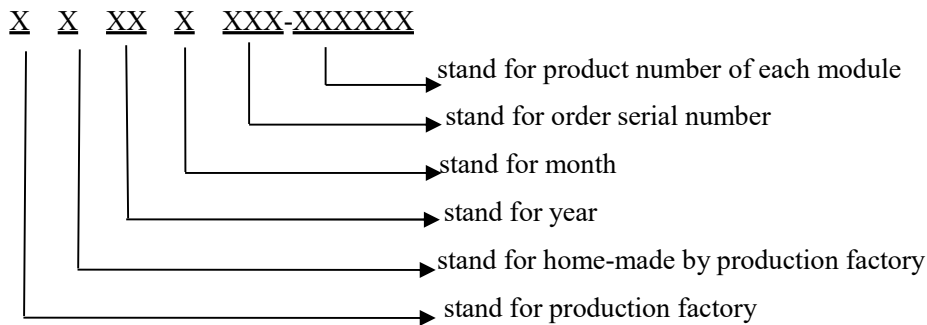 X X XX X XXX-XXXXXX
stand for product number of each module
stand for order serial number
stand for month
stand for year
stand for home-made by production factory
stand for production factory